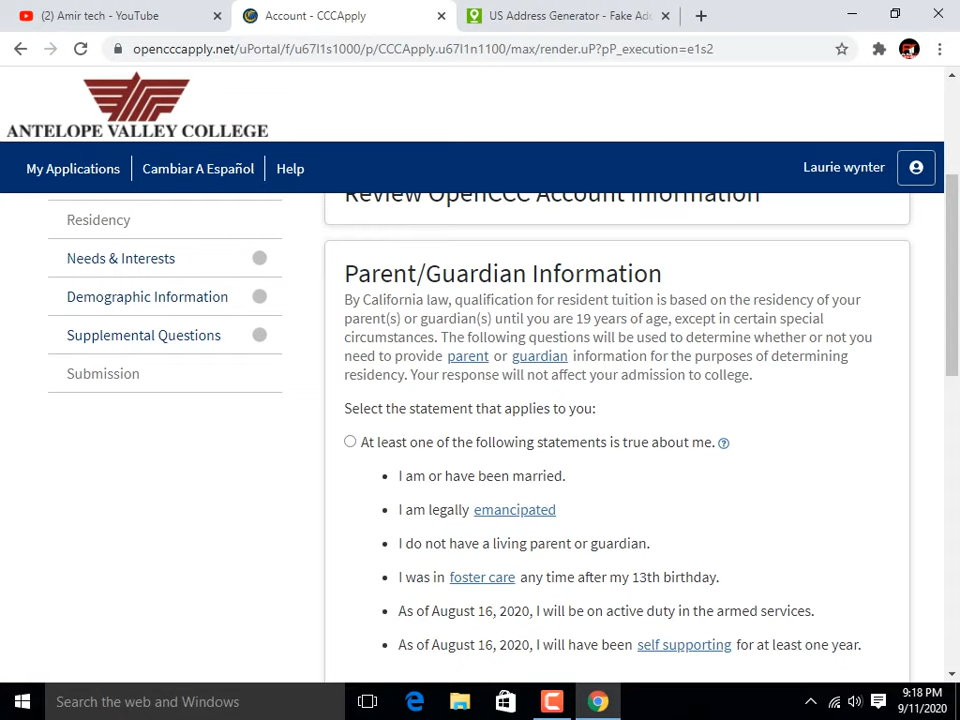 (2) Amir tech - YouTube
Account - CCCApply
US Address Generator - Fake Add
opencccapply.net/uPortal/f/u67l1s1000/p/CCCApply.u67l1n1100/max/render.uP?pP_execution=e1s2
ANTELOPE VALLEY COLLEGE
My Applications
Cambiar A Español
Help
Laurie wynter
Residency
Needs & Interests
Demographic Information
Supplemental Questions
Submission
Review OpenCCC Account Information
Parent/Guardian Information
By California law, qualification for resident tuition is based on the residency of your
parent(s) or guardian(s) until you are 19 years of age, except in certain special
circumstances. The following questions will be used to determine whether or not you
need to provide parent or guardian information for the purposes of determining
residency. Your response will not affect your admission to college.
Select the statement that applies to you:
At least one of the following statements is true about me. ?
• I am or have been married.
• I am legally emancipated
• I do not have a living parent or guardian.
• I was in foster care any time after my 13th birthday.
• As of August 16, 2020, I will be on active duty in the armed services.
• As of August 16, 2020, I will have been self supporting for at least one year.
Search the web and Windows
9:18 PM
9/11/2020